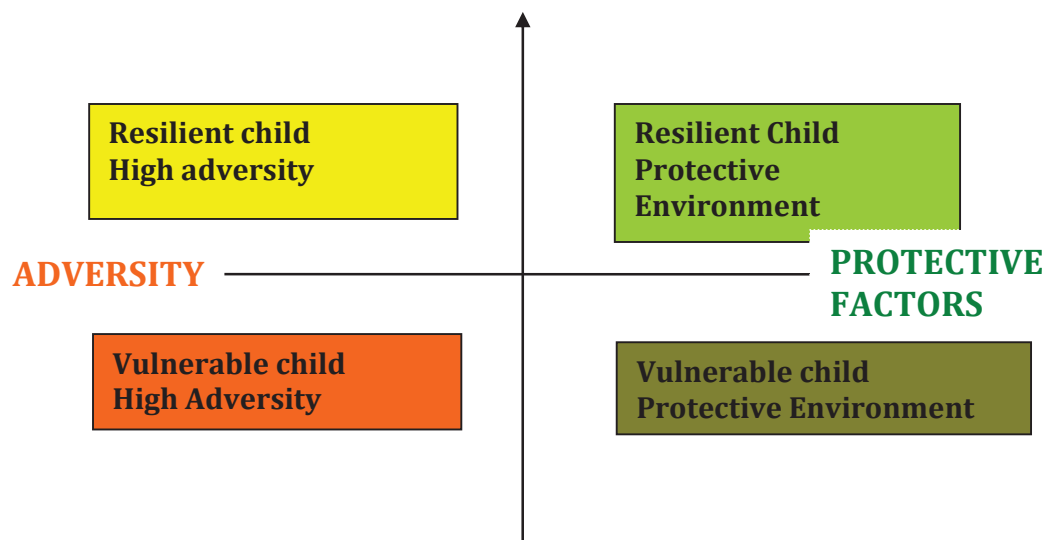 Resilient child
High adversity
Resilient Child
Protective
Environment
ADVERSITY
PROTECTIVE
FACTORS
Vulnerable child
High Adversity
Vulnerable child
Protective Environment